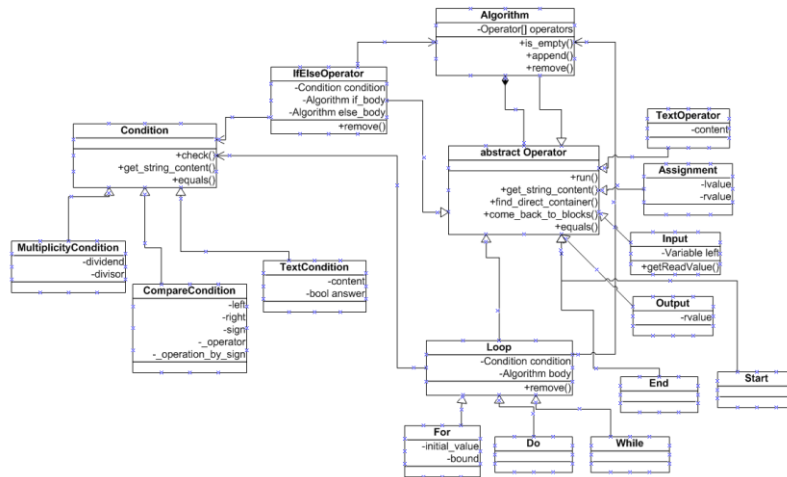 Algorithm
-Operator[] operators
+is_empty()
+append()
+remove()
IfElseOperator
-Condition condition
-Algorithm if_body
-Algorithm else_body
+remove()
Condition
+check()
+get_string_content()
+equals()
abstract Operator
+run()
+get_string_content()
+find_direct_container()
+come_back_to_blocks()
+equals()
TextOperator
-content
Assignment
-lvalue
-rvalue
Input
-Variable left
+getReadValue()
Output
-rvalue
MultiplicityCondition
-dividend
-divisor
CompareCondition
-left
-right
-sign
-_operator
-_operation_by_sign
TextCondition
-content
-bool answer
Loop
-Condition condition
-Algorithm body
+remove()
End
Start
For
-initial_value
-bound
Do
While